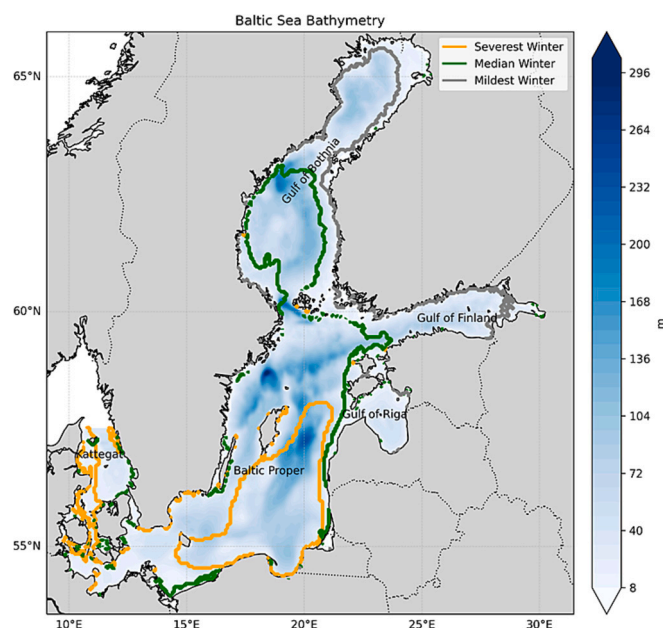 Baltic Sea Bathymetry
Severest Winter
Median Winter
Mildest Winter
65°N
60°N
55°N
10°E
15°E
20°E
25°E
30°E
Gulf of Bothnia
Gulf of Finland
Gulf of Riga
Kattegat
Baltic Proper
296
264
232
200
168
136
104
72
40
8
m